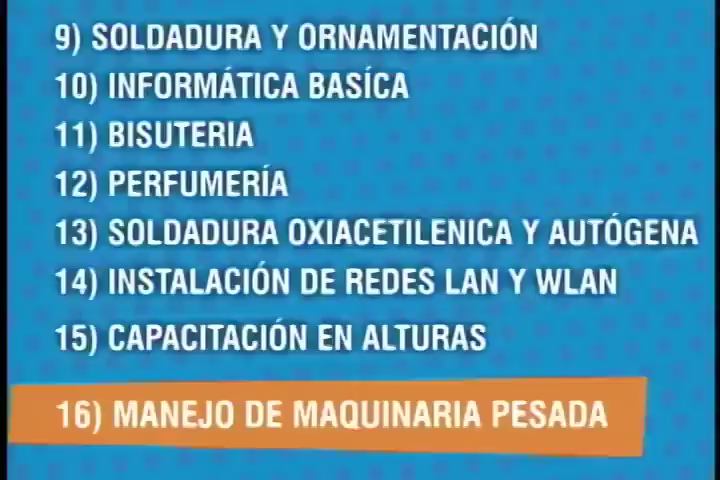 9) SOLDADURA Y ORNAMENTACIÓN
10) INFORMÁTICA BASÍCA
11) BISUTERIA
12) PERFUMERÍA
13) SOLDADURA OXIACETILENICA Y AUTÓGENA
14) INSTALACIÓN DE REDES LAN Y WLAN
15) CAPACITACIÓN EN ALTURAS
16) MANEJO DE MAQUINARIA PESADA